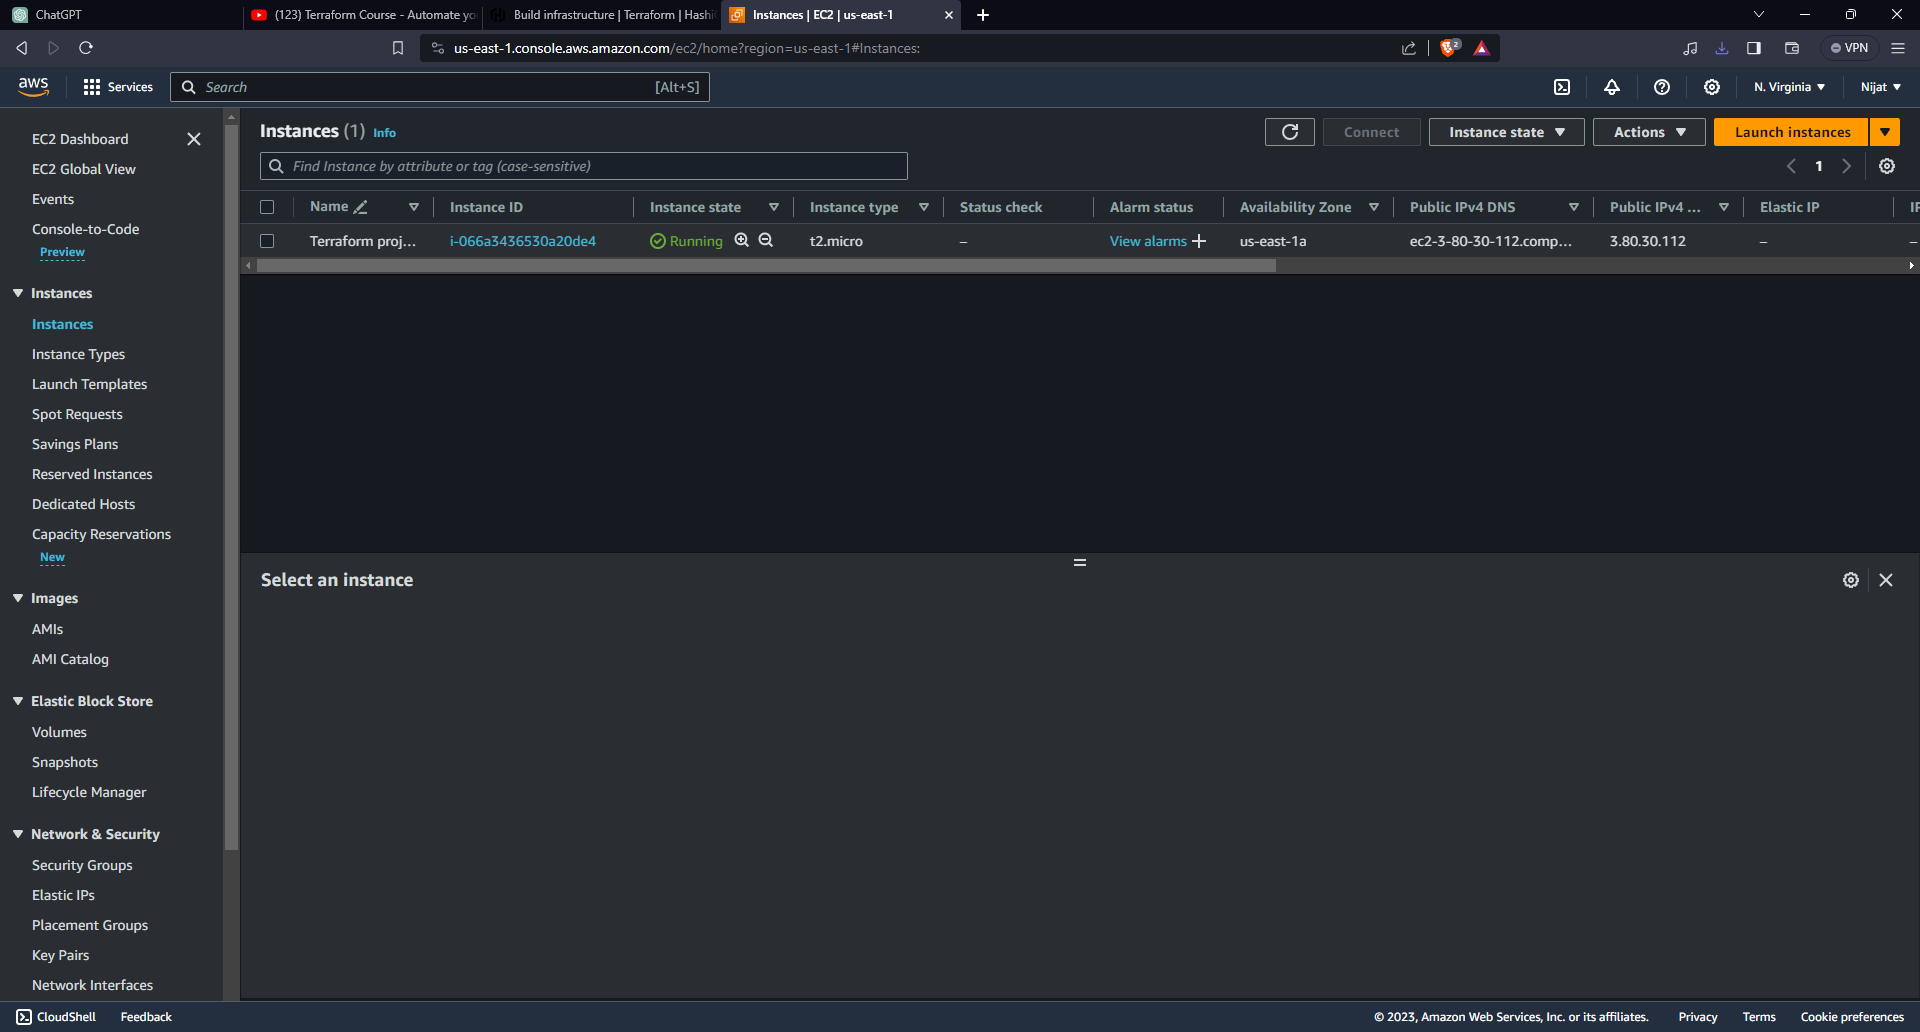 ChatGPT
(123) Terraform Course - Automate yo
Build infrastructure | Terraform | Hashi
Instances | EC2 | us-east-1
us-east-1.console.aws.amazon.com/ec2/home?region=us-east-1#Instances:
2
VPN
aws
Services
Search
[Alt+S]
N. Virginia
Nijat
EC2 Dashboard
EC2 Global View
Events
Console-to-Code
Preview
Instances
Instances
Instance Types
Launch Templates
Spot Requests
Savings Plans
Reserved Instances
Dedicated Hosts
Capacity Reservations
New
Images
AMIs
AMI Catalog
Elastic Block Store
Volumes
Snapshots
Lifecycle Manager
Network & Security
Security Groups
Elastic IPs
Placement Groups
Key Pairs
Network Interfaces
Instances (1) Info
Connect
Instance state
Actions
Launch instances
Find Instance by attribute or tag (case-sensitive)
1
Name Instance ID Instance state Instance type Status check Alarm status Availability Zone Public IPv4 DNS Public IPv4 ... Elastic IP IP
Terraform proj... i-066a3436530a20de4 Running t2.micro – View alarms + us-east-1a ec2-3-80-30-112.comp... 3.80.30.112 – –
Select an instance
CloudShell
Feedback
© 2023, Amazon Web Services, Inc. or its affiliates.
Privacy
Terms
Cookie preferences